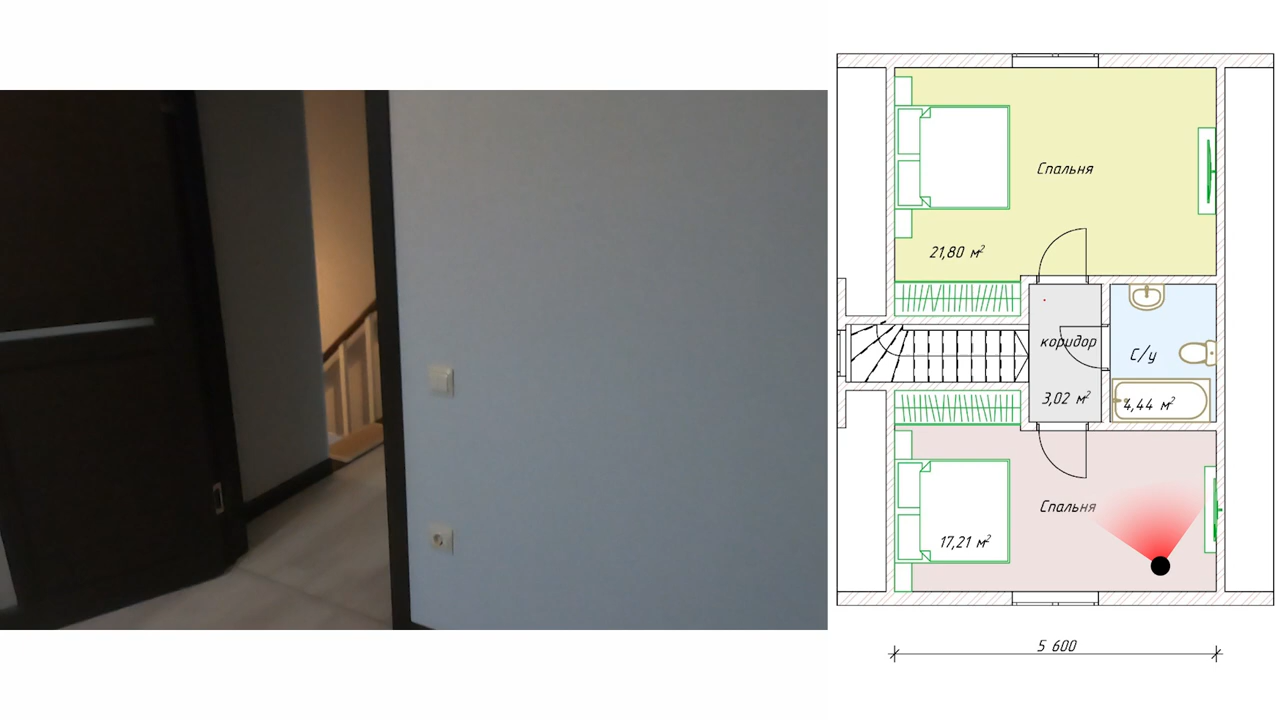 Спальня
21,80 м²
коридор
С/у
3,02 м²
4,44 м²
Спальня
17,21 м²
5 600